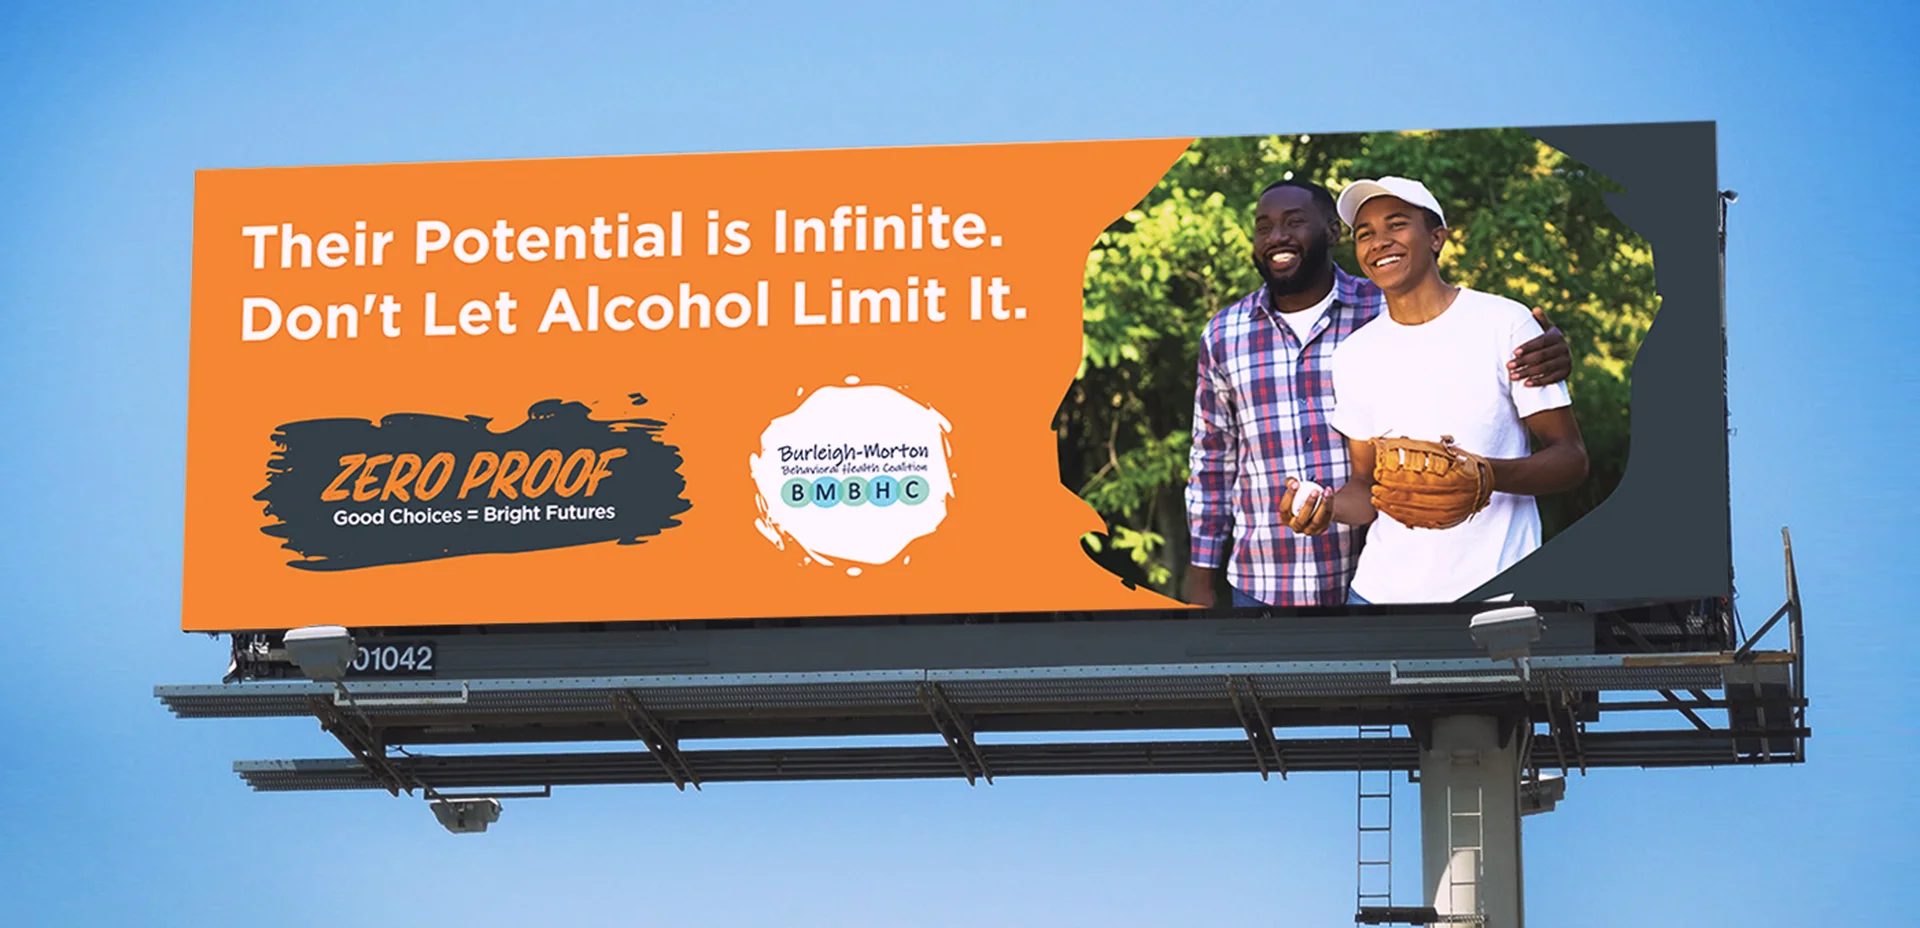 Their Potential is Infinite.
Don't Let Alcohol Limit It.
ZERO PROOF
Good Choices = Bright Futures
Burleigh-Morton
Behavioral Health Coalition
BMBHC
01042